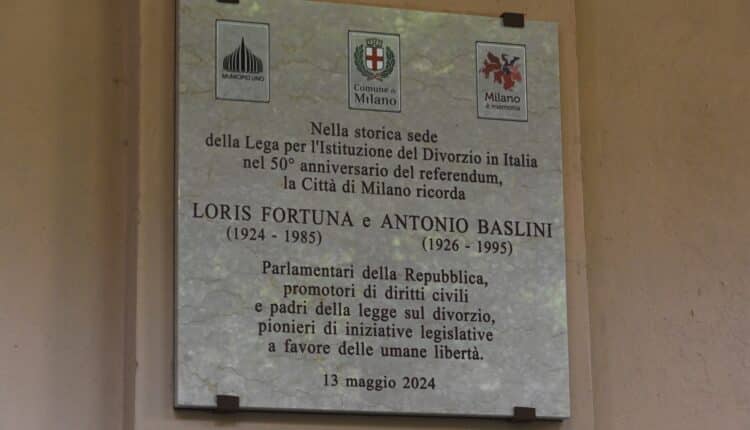 MUNICIPIO UNO
Comune di
Milano
Milano
è memoria
Nella storica sede
della Lega per l'Istituzione del Divorzio in Italia
nel 50° anniversario del referendum,
la Città di Milano ricorda
LORIS FORTUNA e ANTONIO BASLINI
(1924 - 1985) (1926 - 1995)
Parlamentari della Repubblica,
promotori di diritti civili
e padri della legge sul divorzio,
pionieri di iniziative legislative
a favore delle umane libertà.
13 maggio 2024